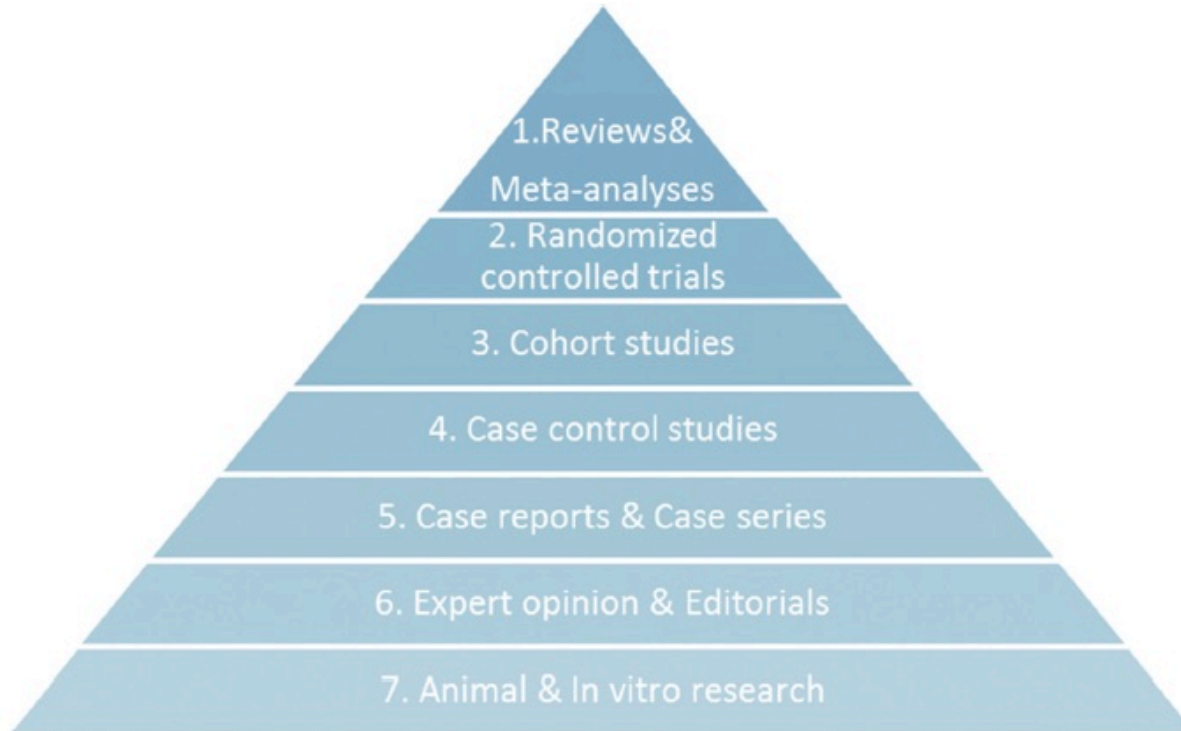 1.Reviews&
Meta-analyses
2. Randomized
controlled trials
3. Cohort studies
4. Case control studies
5. Case reports & Case series
6. Expert opinion & Editorials
7. Animal & In vitro research